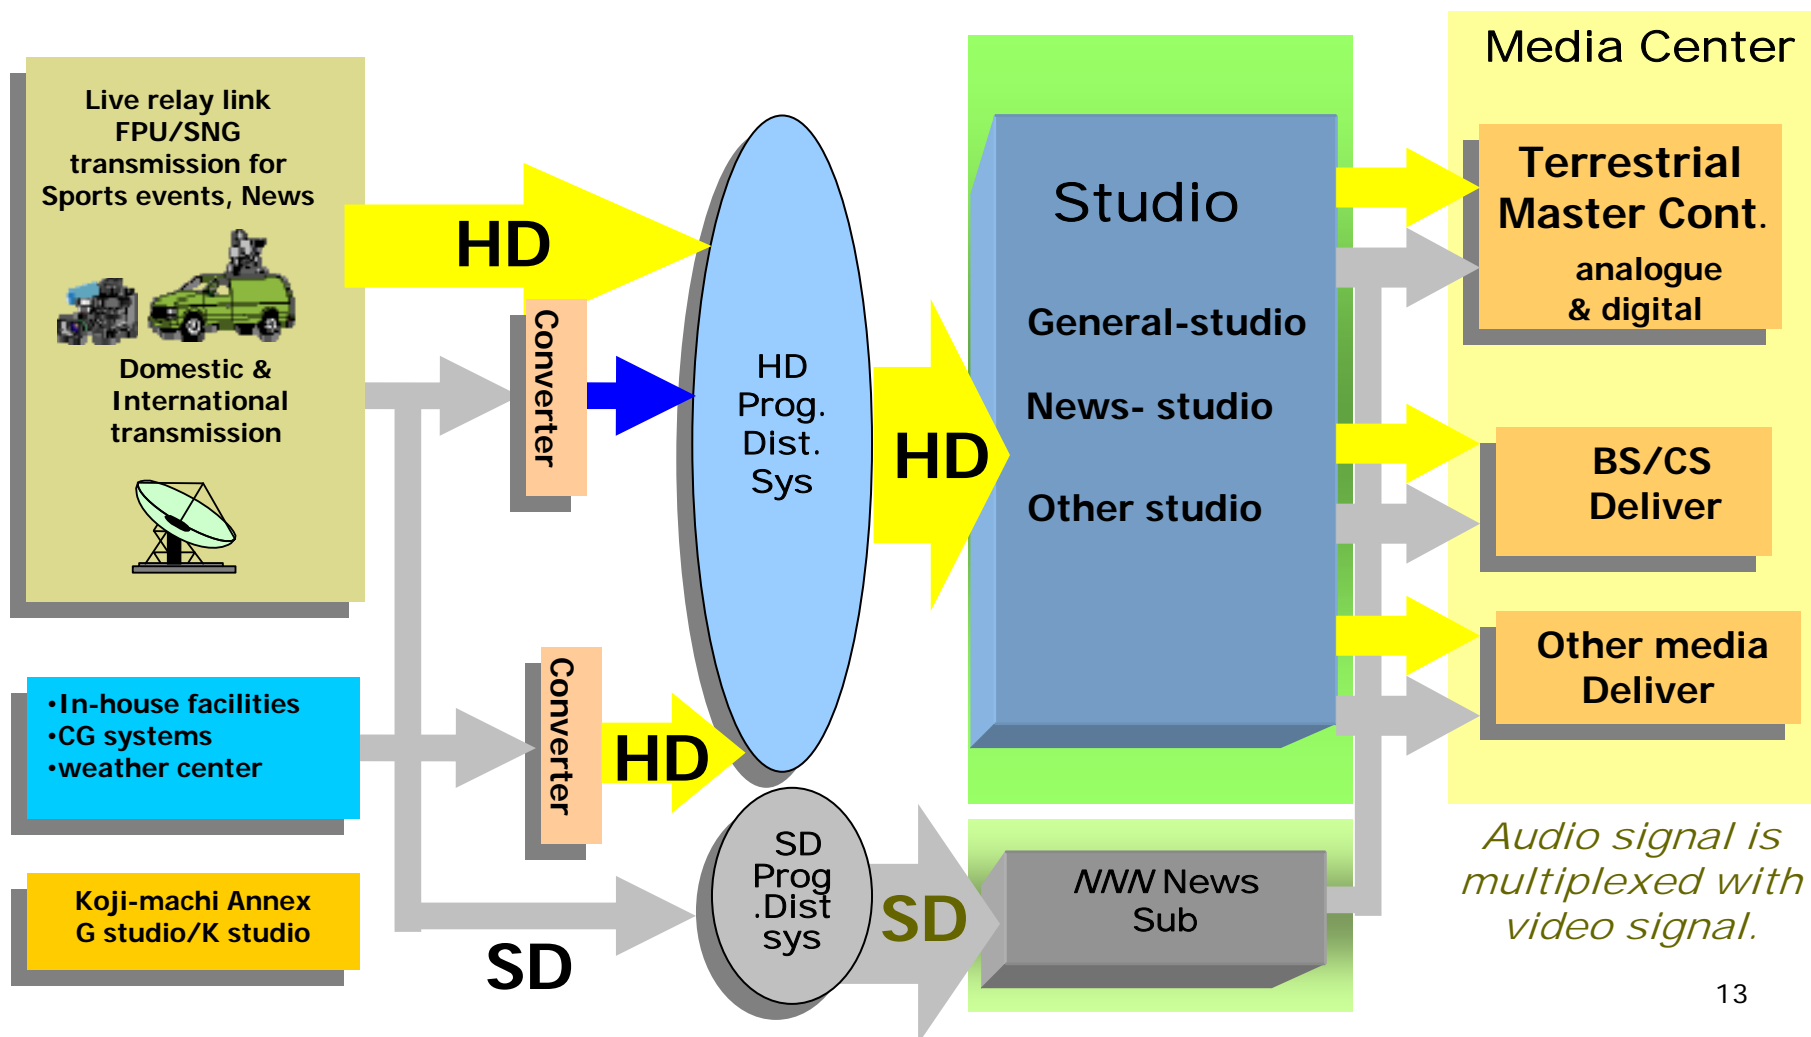 Live relay link
FPU/SNG
transmission for
Sports events, News
Domestic &
International
transmission
•In-house facilities
•CG systems
•weather center
Koji-machi Annex
G studio/K studio
HD
Converter
Converter
HD
SD
HD
Prog.
Dist.
Sys
SD
Prog
.Dist
sys
HD
SD
Studio
General-studio
News- studio
Other studio
NNN News
Sub
Media Center
Terrestrial
Master Cont.
analogue
& digital
BS/CS
Deliver
Other media
Deliver
Audio signal is
multiplexed with
video signal.
13